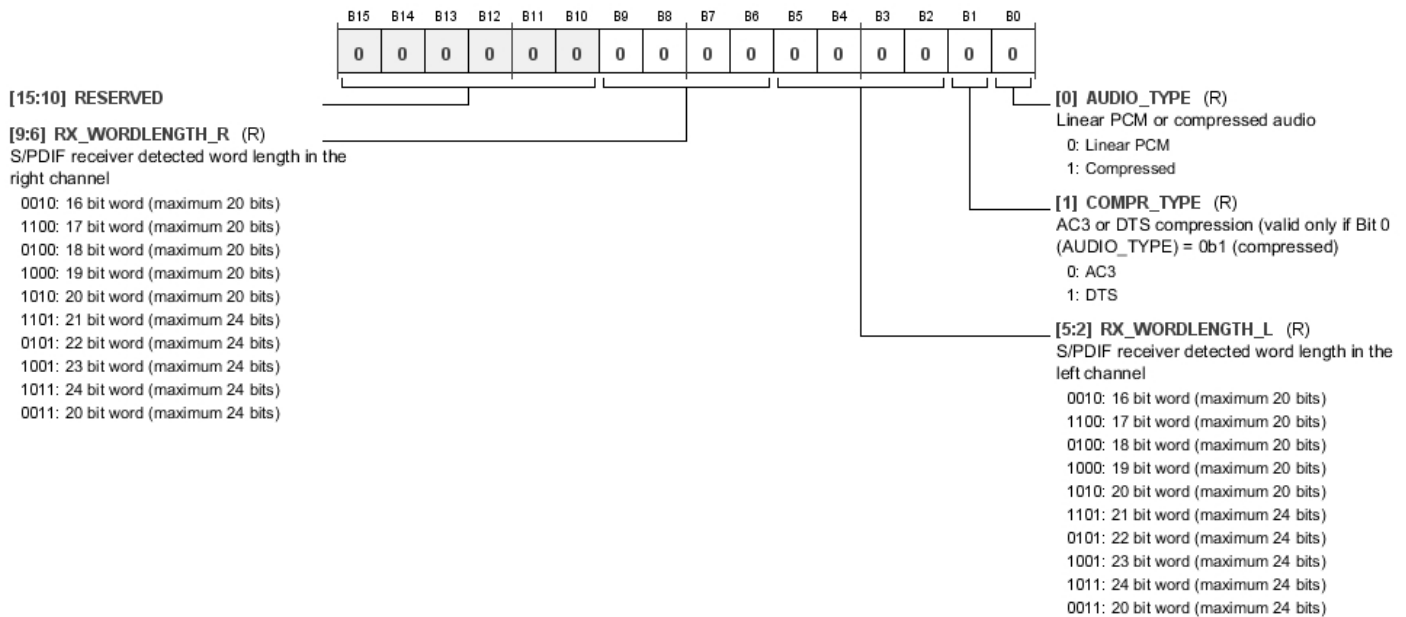 B15 B14 B13 B12 B11 B10 B9 B8 B7 B6 B5 B4 B3 B2 B1 B0
0 0 0 0 0 0 0 0 0 0 0 0 0 0 0 0
[15:10] RESERVED
[9:6] RX_WORDLENGTH_R (R)
S/PDIF receiver detected word length in the
right channel
0010: 16 bit word (maximum 20 bits)
1100: 17 bit word (maximum 20 bits)
0100: 18 bit word (maximum 20 bits)
1000: 19 bit word (maximum 20 bits)
1010: 20 bit word (maximum 20 bits)
1101: 21 bit word (maximum 24 bits)
0101: 22 bit word (maximum 24 bits)
1001: 23 bit word (maximum 24 bits)
1011: 24 bit word (maximum 24 bits)
0011: 20 bit word (maximum 24 bits)
[0] AUDIO_TYPE (R)
Linear PCM or compressed audio
0: Linear PCM
1: Compressed
[1] COMPR_TYPE (R)
AC3 or DTS compression (valid only if Bit 0
(AUDIO_TYPE) = 0b1 (compressed)
0: AC3
1: DTS
[5:2] RX_WORDLENGTH_L (R)
S/PDIF receiver detected word length in the
left channel
0010: 16 bit word (maximum 20 bits)
1100: 17 bit word (maximum 20 bits)
0100: 18 bit word (maximum 20 bits)
1000: 19 bit word (maximum 20 bits)
1010: 20 bit word (maximum 20 bits)
1101: 21 bit word (maximum 24 bits)
0101: 22 bit word (maximum 24 bits)
1001: 23 bit word (maximum 24 bits)
1011: 24 bit word (maximum 24 bits)
0011: 20 bit word (maximum 24 bits)